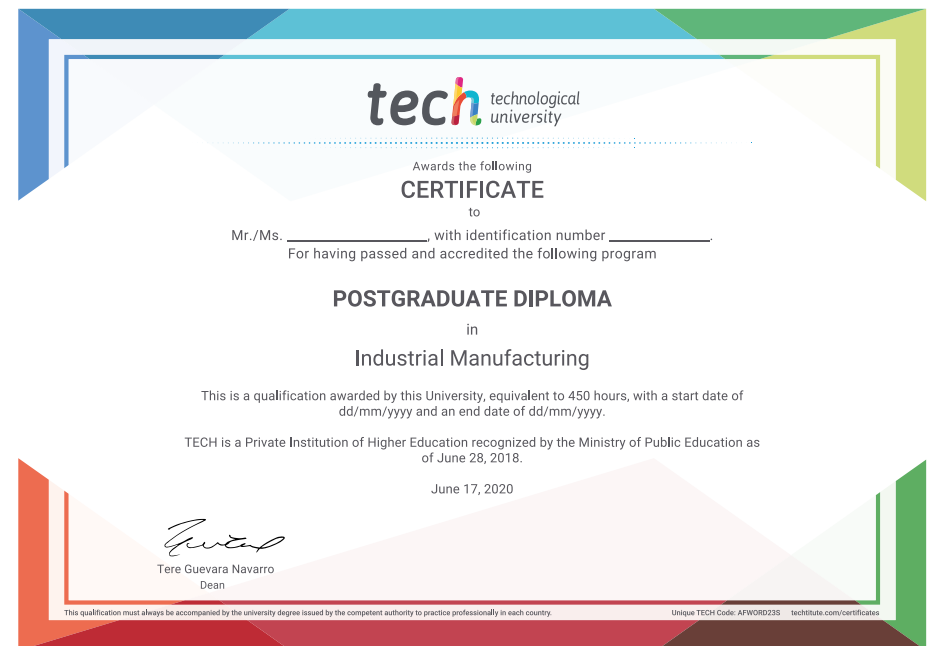 tech technological
university
Awards the following
CERTIFICATE
to
Mr./Ms. ____________________, with identification number ______________.
For having passed and accredited the following program
POSTGRADUATE DIPLOMA
in
Industrial Manufacturing
This is a qualification awarded by this University, equivalent to 450 hours, with a start date of
dd/mm/yyyy and an end date of dd/mm/yyyy.
TECH is a Private Institution of Higher Education recognized by the Ministry of Public Education as
of June 28, 2018.
June 17, 2020
Tere Guevara Navarro
Dean
This qualification must always be accompanied by the university degree issued by the competent authority to practice professionally in each country. Unique TECH Code: AFWORD23S techtitute.com/certificates